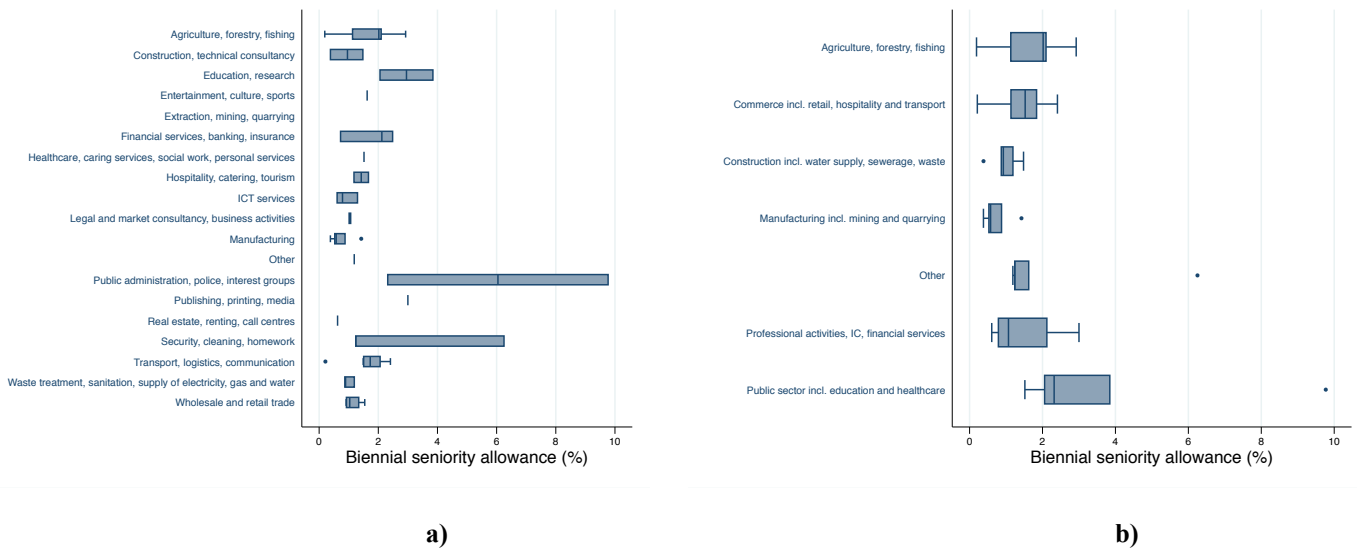 Agriculture, forestry, fishing
Construction, technical consultancy
Education, research
Entertainment, culture, sports
Extraction, mining, quarrying
Financial services, banking, insurance
Healthcare, caring services, social work, personal services
Hospitality, catering, tourism
ICT services
Legal and market consultancy, business activities
Manufacturing
Other
Public administration, police, interest groups
Publishing, printing, media
Real estate, renting, call centres
Security, cleaning, homework
Transport, logistics, communication
Waste treatment, sanitation, supply of electricity, gas and water
Wholesale and retail trade
0 2 4 6 8 10
Biennial seniority allowance (%)
a)
Agriculture, forestry, fishing
Commerce incl. retail, hospitality and transport
Construction incl. water supply, sewerage, waste
Manufacturing incl. mining and quarrying
Other
Professional activities, IC, financial services
Public sector incl. education and healthcare
0 2 4 6 8 10
Biennial seniority allowance (%)
b)